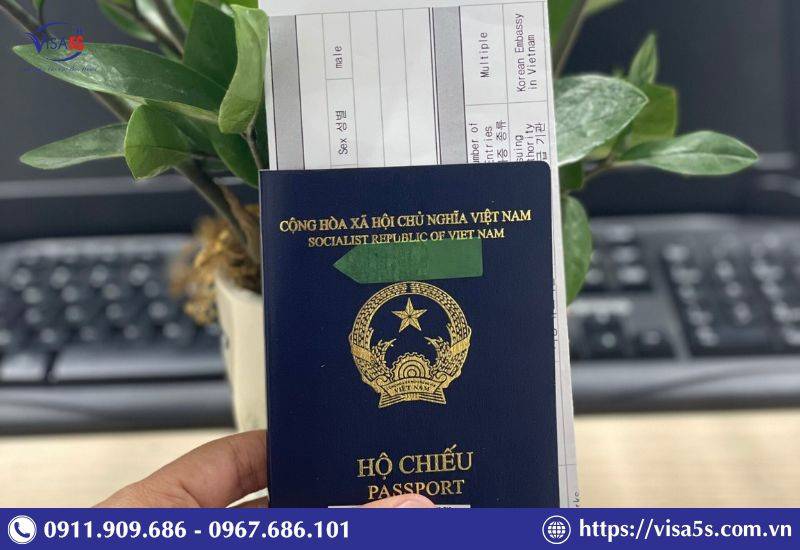 VISA5S
male
Sex 성별
Multiple
Korean Embassy
in Vietnam
CỘNG HÒA XÃ HỘI CHỦ NGHĨA VIỆT NAM
SOCIALIST REPUBLIC OF VIET NAM
VIỆT NAM
HỘ CHIẾU
PASSPORT
0911.909.686 - 0967.686.101
https://visa5s.com.vn